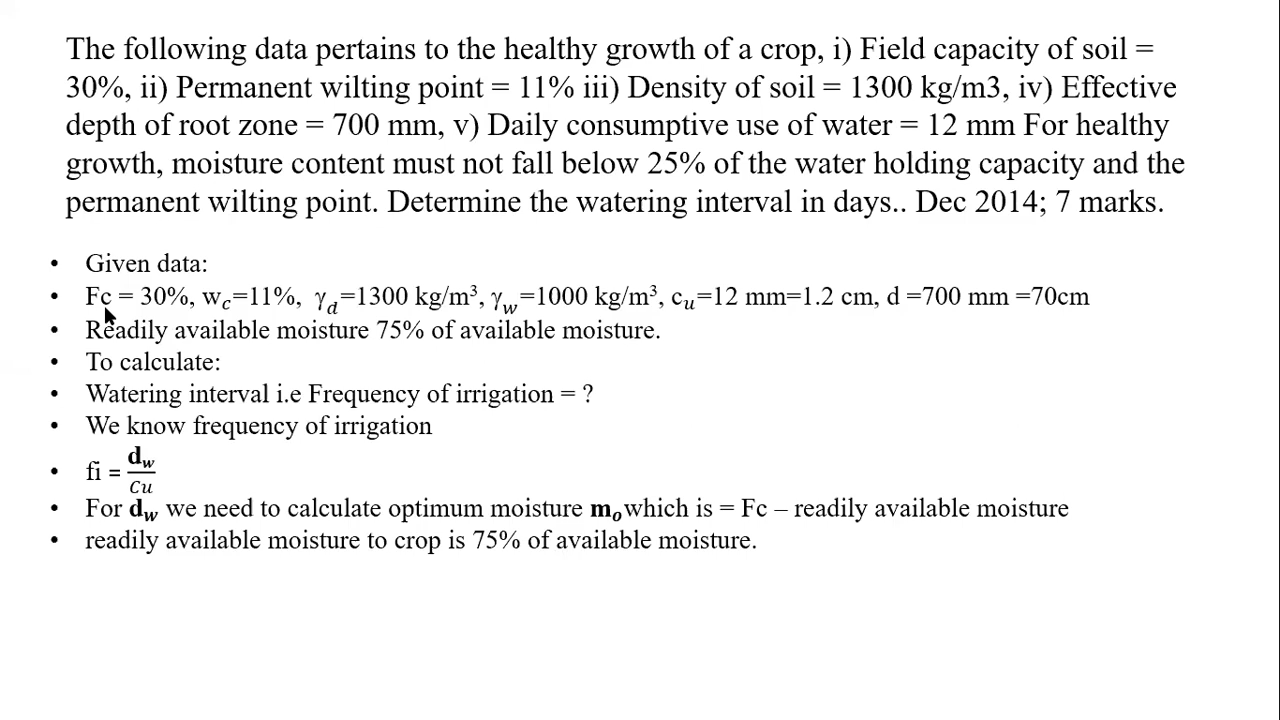 The following data pertains to the healthy growth of a crop, i) Field capacity of soil =
30%, ii) Permanent wilting point = 11% iii) Density of soil = 1300 kg/m3, iv) Effective
depth of root zone = 700 mm, v) Daily consumptive use of water = 12 mm For healthy
growth, moisture content must not fall below 25% of the water holding capacity and the
permanent wilting point. Determine the watering interval in days.. Dec 2014; 7 marks.
• Given data:
• Fc = 30%, w𝑐=11%, γ𝑑=1300 kg/m³, γ𝑤=1000 kg/m³, c𝑢=12 mm=1.2 cm, d =700 mm =70cm
• Readily available moisture 75% of available moisture.
• To calculate:
• Watering interval i.e Frequency of irrigation = ?
• We know frequency of irrigation
• fi = d𝑤/𝐶𝑢
• For d𝑤 we need to calculate optimum moisture m𝑜which is = Fc – readily available moisture
• readily available moisture to crop is 75% of available moisture.